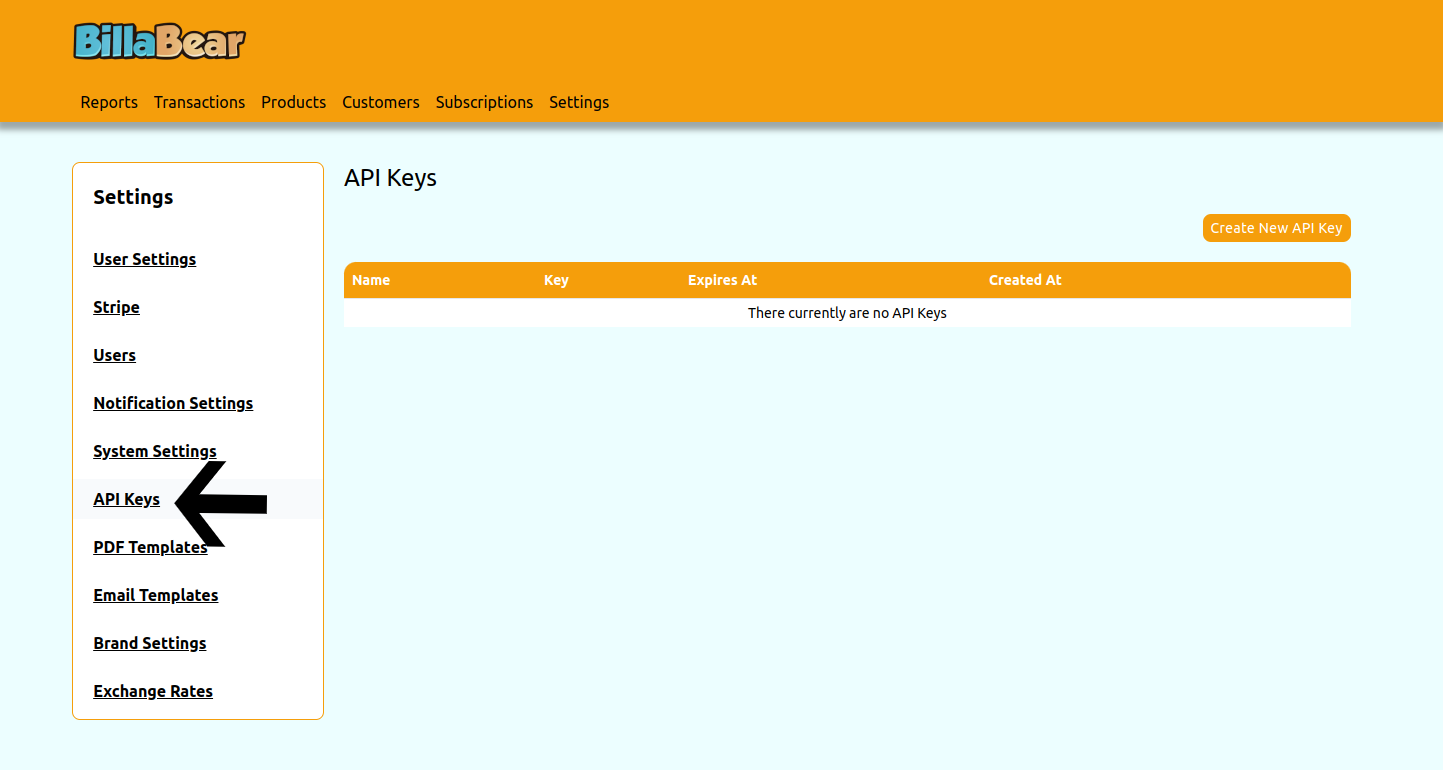 BillaBear
Reports Transactions Products Customers Subscriptions Settings
Settings
User Settings
Stripe
Users
Notification Settings
System Settings
API Keys
PDF Templates
Email Templates
Brand Settings
Exchange Rates
API Keys
Create New API Key
Name Key Expires At Created At
There currently are no API Keys